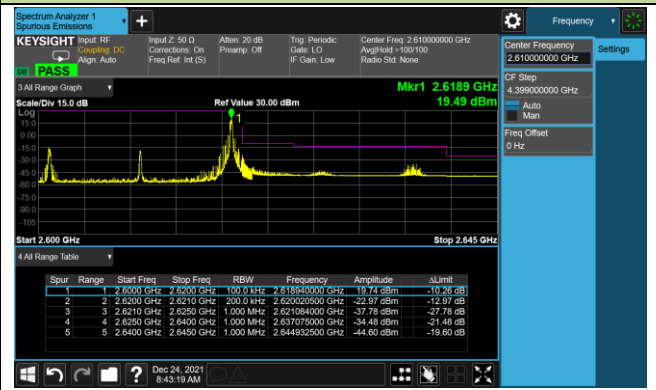 Spectrum Analyzer 1
Spurious Emissions
Frequency
KEYSIGHT
Input: RF
Coupling: DC
Align: Auto
Input Z: 50 Ω
Corrections: On
Freq Ref: Int (S)
Atten: 20 dB
Preamp: Off
Trig: Periodic
Gate: LO
IF Gain: Low
Center Freq: 2.610000000 GHz
Avg|Hold:>100/100
Radio Std: None
PASS
Center Frequency
2.610000000 GHz
Settings
CF Step
4.399000000 GHz
Auto
Man
Freq Offset
0 Hz
3 All Range Graph
Mkr1 2.6189 GHz
Scale/Div 15.0 dB
Ref Value 30.00 dBm
19.49 dBm
Log
15.0
0.00
-15.0
-30.0
-45.0
-60.0
-75.0
-90.0
-105
1
Start 2.600 GHz
Stop 2.645 GHz
4 All Range Table
Spur Range Start Freq Stop Freq RBW Frequency Amplitude ΔLimit
1 1 2.6000 GHz 2.6200 GHz 100.0 kHz 2.618940000 GHz 19.74 dBm -10.26 dB
2 2 2.6200 GHz 2.6210 GHz 200.0 kHz 2.620020500 GHz -22.97 dBm -12.97 dB
3 3 2.6210 GHz 2.6250 GHz 1.000 MHz 2.621084000 GHz -37.78 dBm -27.78 dB
4 4 2.6250 GHz 2.6400 GHz 1.000 MHz 2.637075000 GHz -34.48 dBm -21.48 dB
5 5 2.6400 GHz 2.6450 GHz 1.000 MHz 2.644932500 GHz -44.60 dBm -19.60 dB
?
Dec 24, 2021
8:43:19 AM